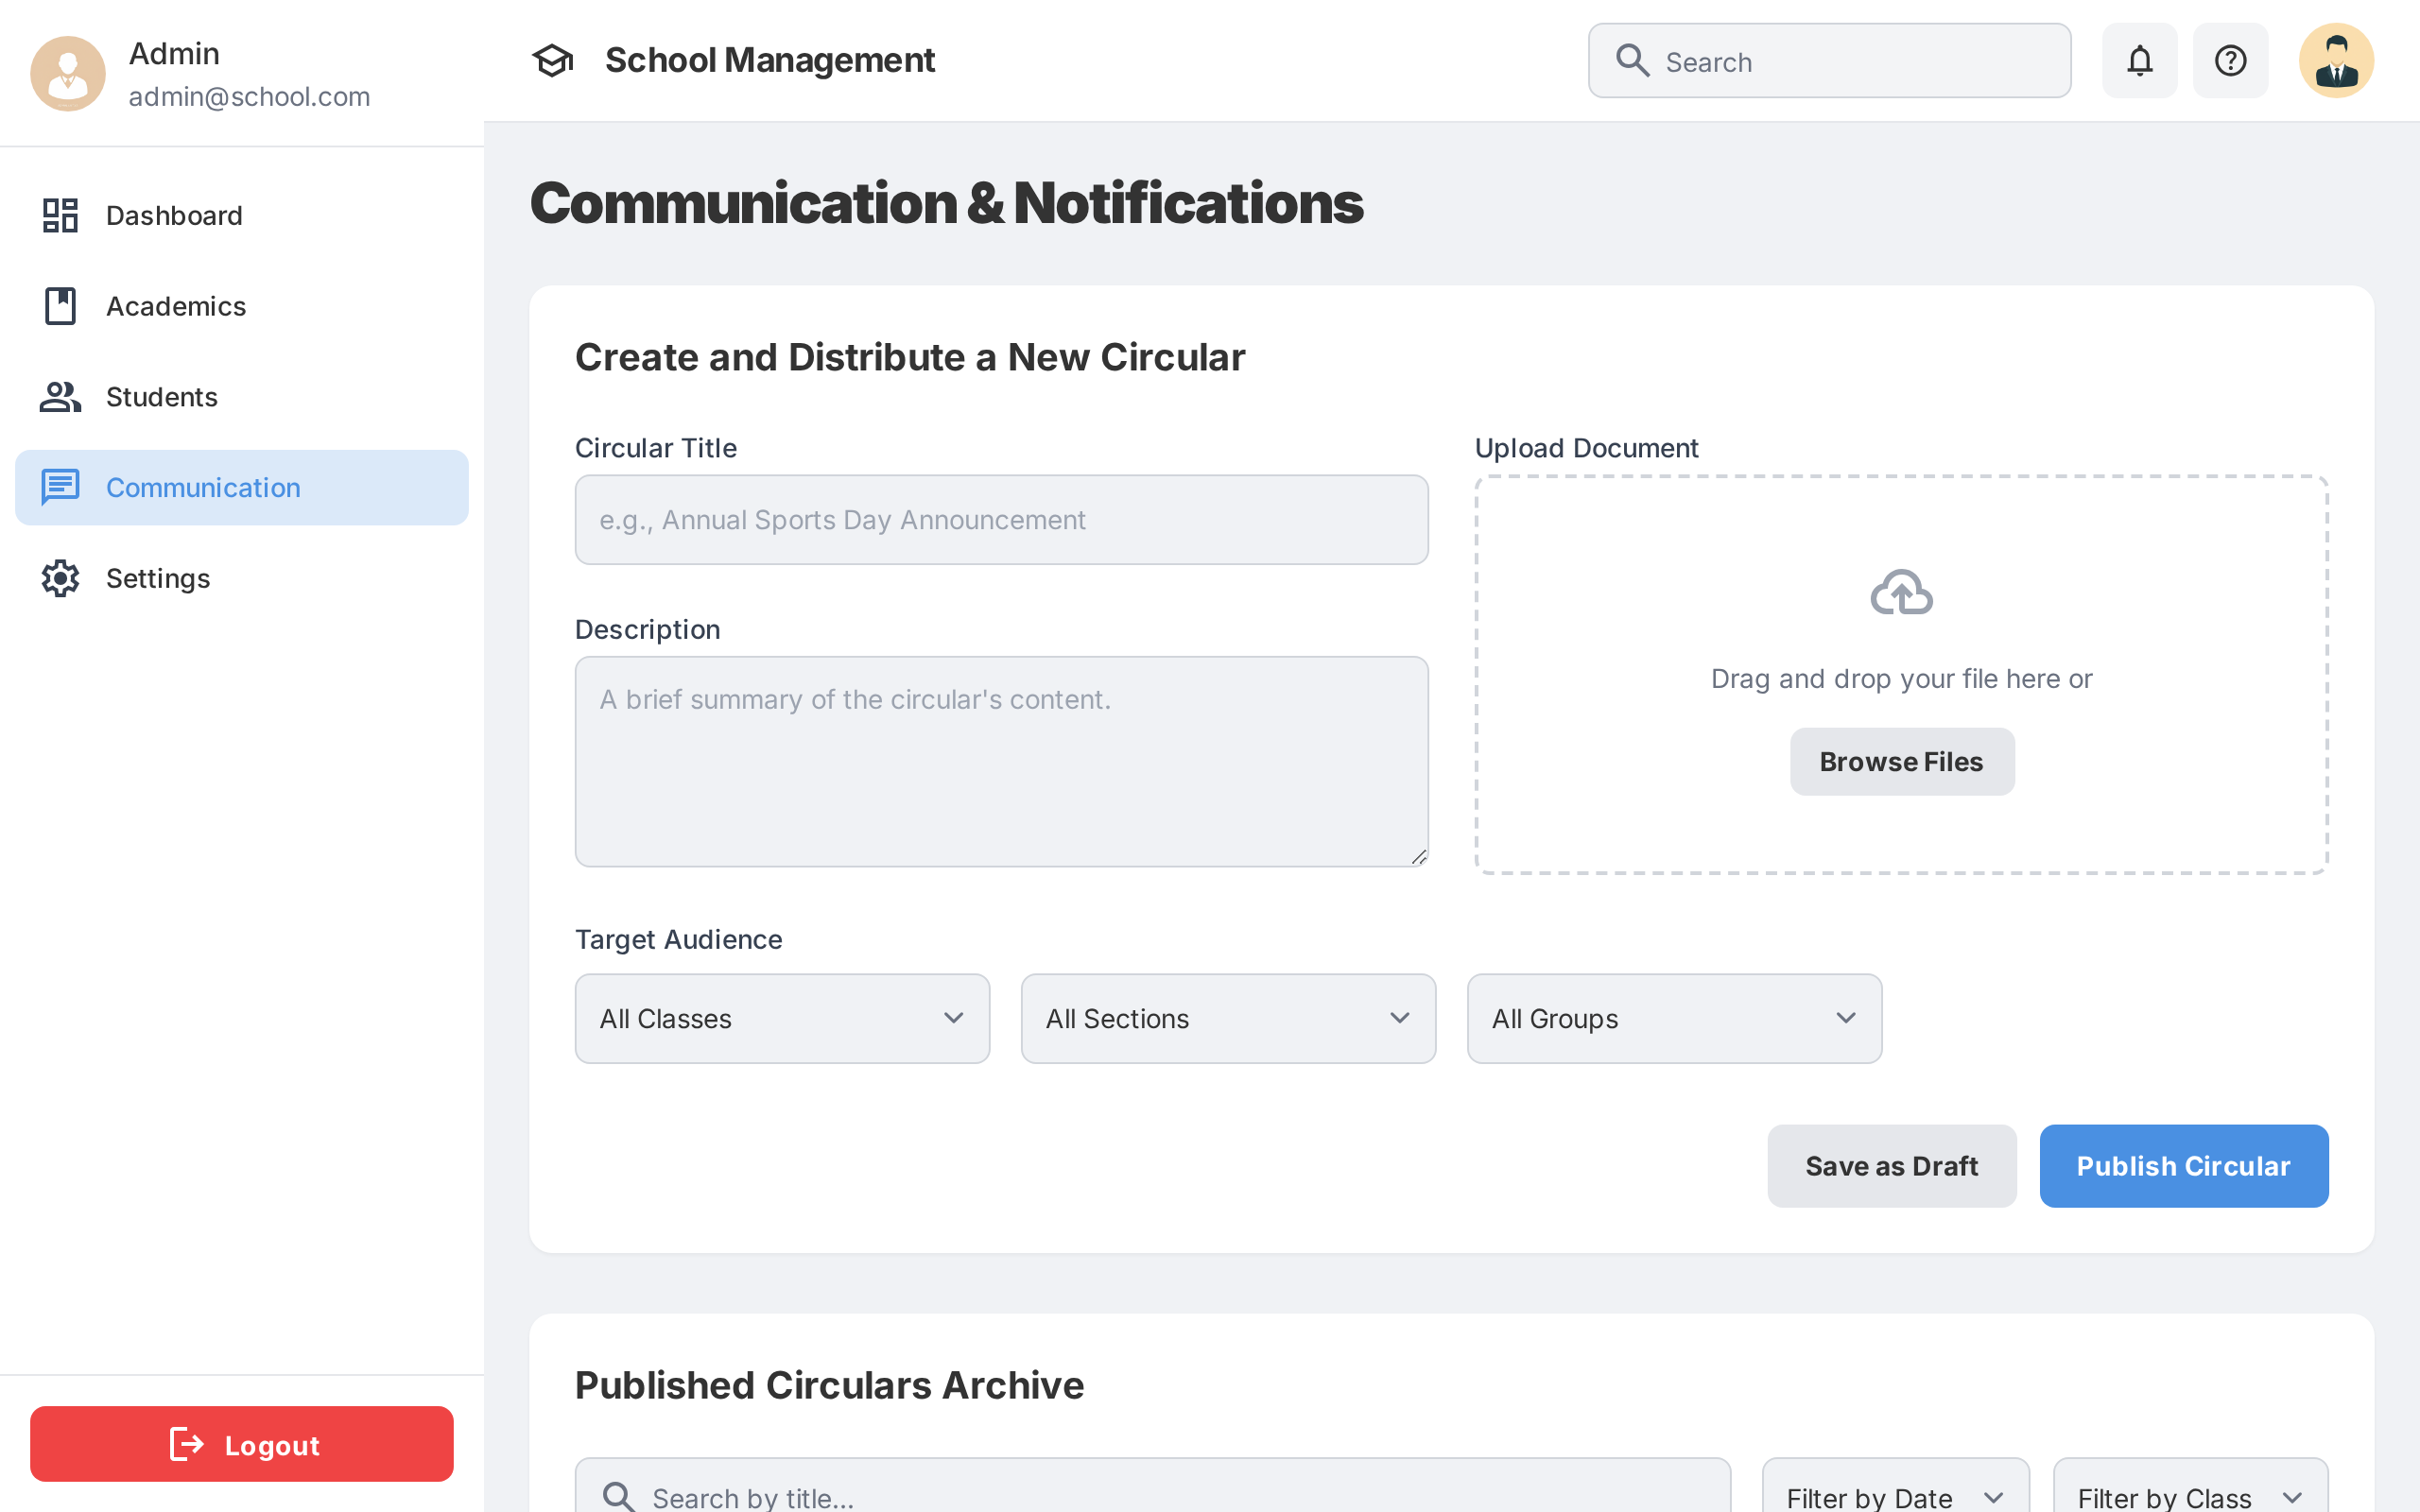 Admin
admin@school.com
Dashboard
Academics
Students
Communication
Settings
Logout
School Management
Search
Communication & Notifications
Create and Distribute a New Circular
Circular Title
e.g., Annual Sports Day Announcement
Description
A brief summary of the circular's content.
Upload Document
Drag and drop your file here or
Browse Files
Target Audience
All Classes
All Sections
All Groups
Save as Draft
Publish Circular
Published Circulars Archive
Search by title...
Filter by Date
Filter by Class